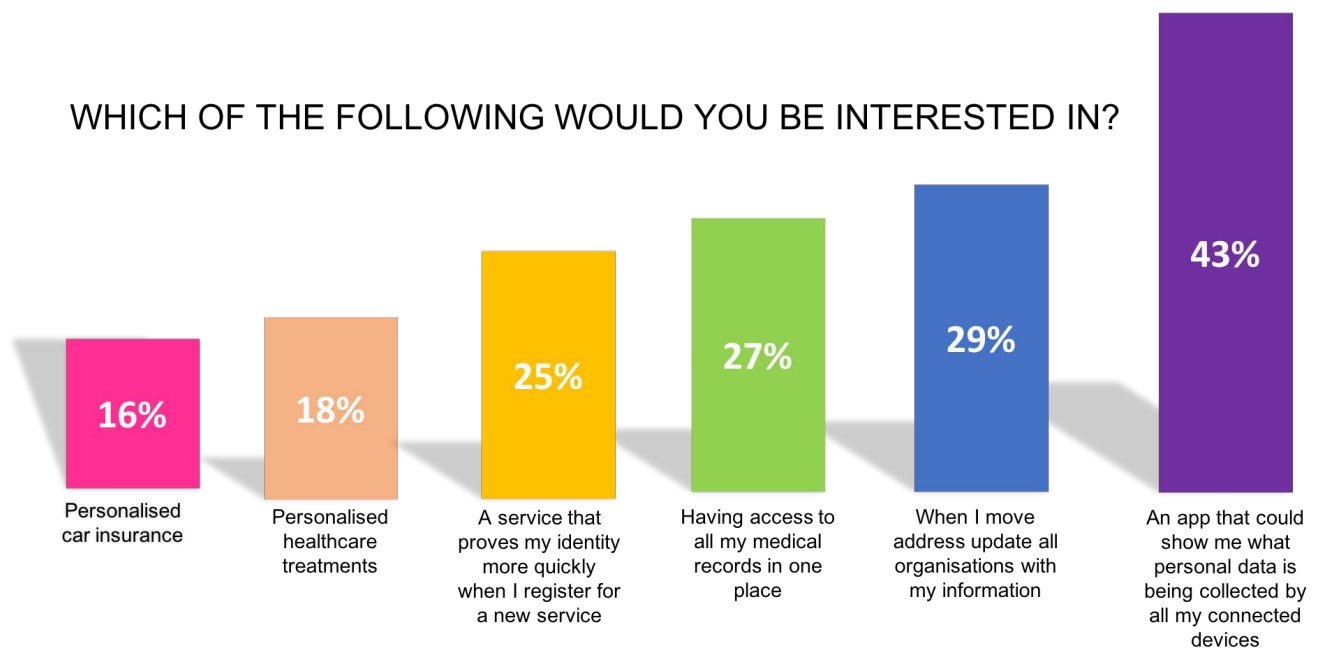 WHICH OF THE FOLLOWING WOULD YOU BE INTERESTED IN?
16%
18%
25%
27%
29%
43%
Personalised
car insurance
Personalised
healthcare
treatments
A service that
proves my identity
more quickly
when I register for
a new service
Having access to
all my medical
records in one
place
When I move
address update all
organisations with
my information
An app that could
show me what
personal data is
being collected by
all my connected
devices